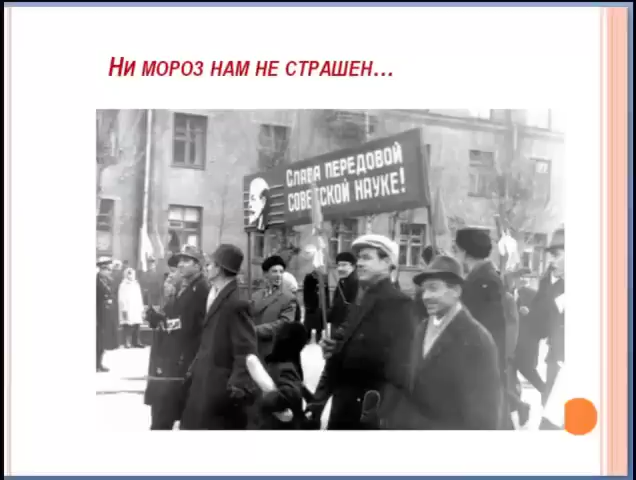 Ни мороз нам не страшен...
Слава передовой
советской науке!